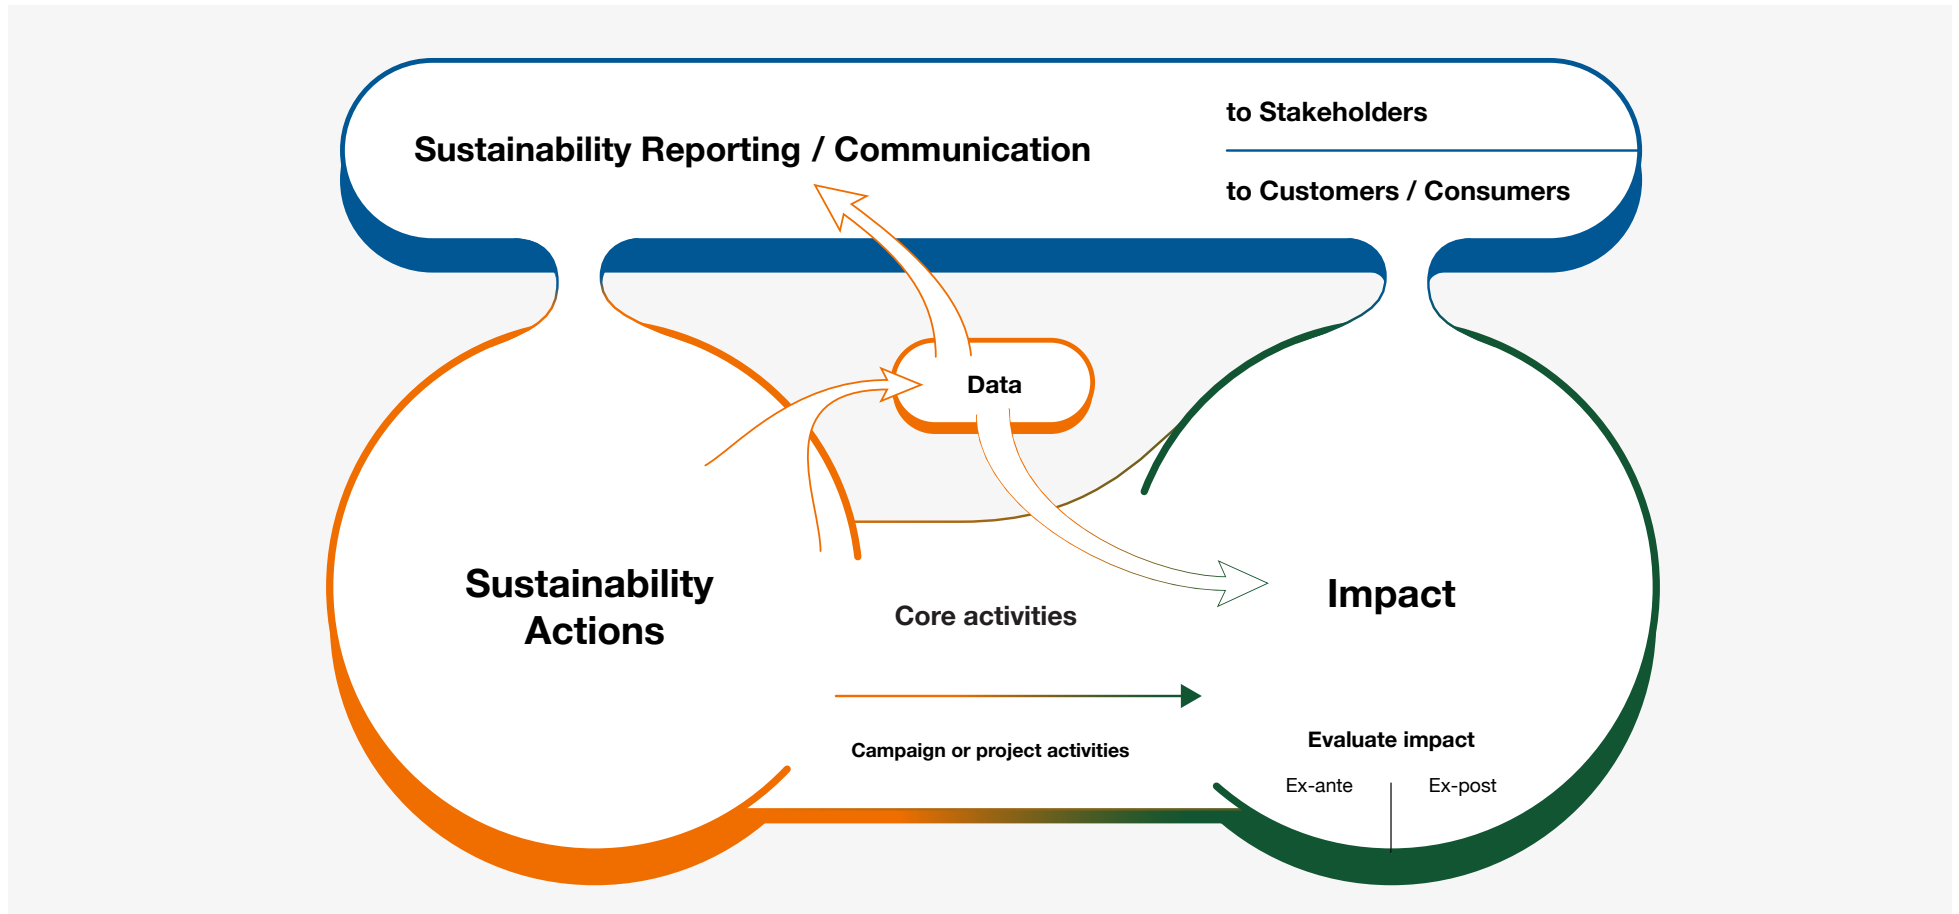 to Stakeholders
Sustainability Reporting / Communication
to Customers / Consumers
Data
Sustainability
Actions
Core activities
Impact
Campaign or project activities
Evaluate impact
Ex-ante
Ex-post